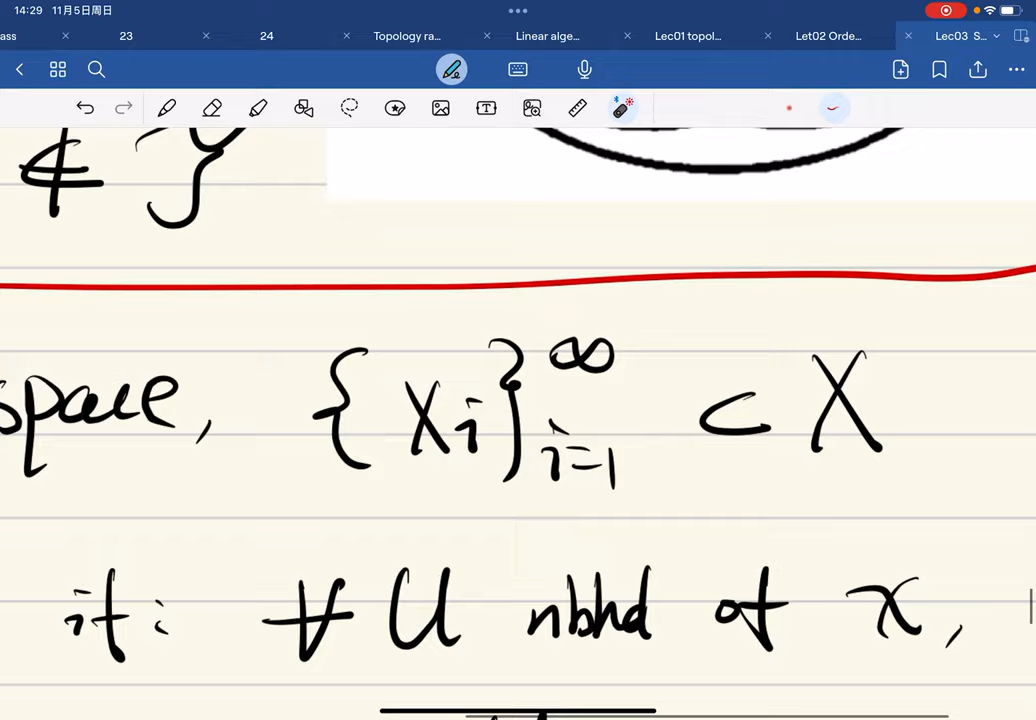 14:29 11月5日周日
ass 23 24 Topology ra... Linear alge... Lec01 topol... Let02 Orde... Lec03 S...
T
∉ }
space, {Xi}∞i=1 ⊂ X
if: ∀ U nbhd of x,